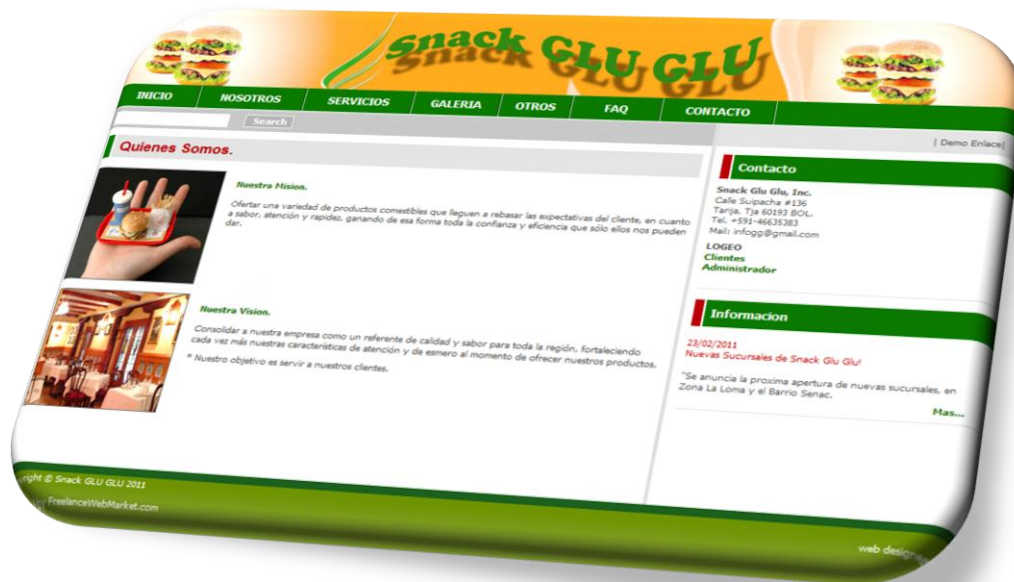 Snack GLU GLU
INICIO NOSOTROS SERVICIOS GALERIA OTROS FAQ CONTACTO
Search
| Demo Enlace|
Quienes Somos.
Nuestra Mision.
Ofertar una variedad de productos comestibles que lleguen a rebasar las expectativas del cliente, en cuanto
a sabor, atención y rapidez, ganando de esa forma toda la confianza y eficiencia que sólo ellos nos pueden
dar.
Nuestra Vision.
Consolidar a nuestra empresa como un referente de calidad y sabor para toda la región, fortaleciendo
cada vez más nuestras características de atención y de esmero al momento de ofrecer nuestros productos.
* Nuestro objetivo es servir a nuestros clientes.
Contacto
Snack Glu Glu, Inc.
Calle Suipacha #136
Tarija, Tja 60193 BOL.
Tel. +591-46635383
Mail: infogg@gmail.com
LOGEO
Clientes
Administrador
Informacion
23/02/2011
Nuevas Sucursales de Snack Glu Glu!
"Se anuncia la proxima apertura de nuevas sucursales, en
Zona La Loma y el Barrio Senac.
Mas...
© Snack GLU GLU 2011
by FreelanceWebMarket.com
web